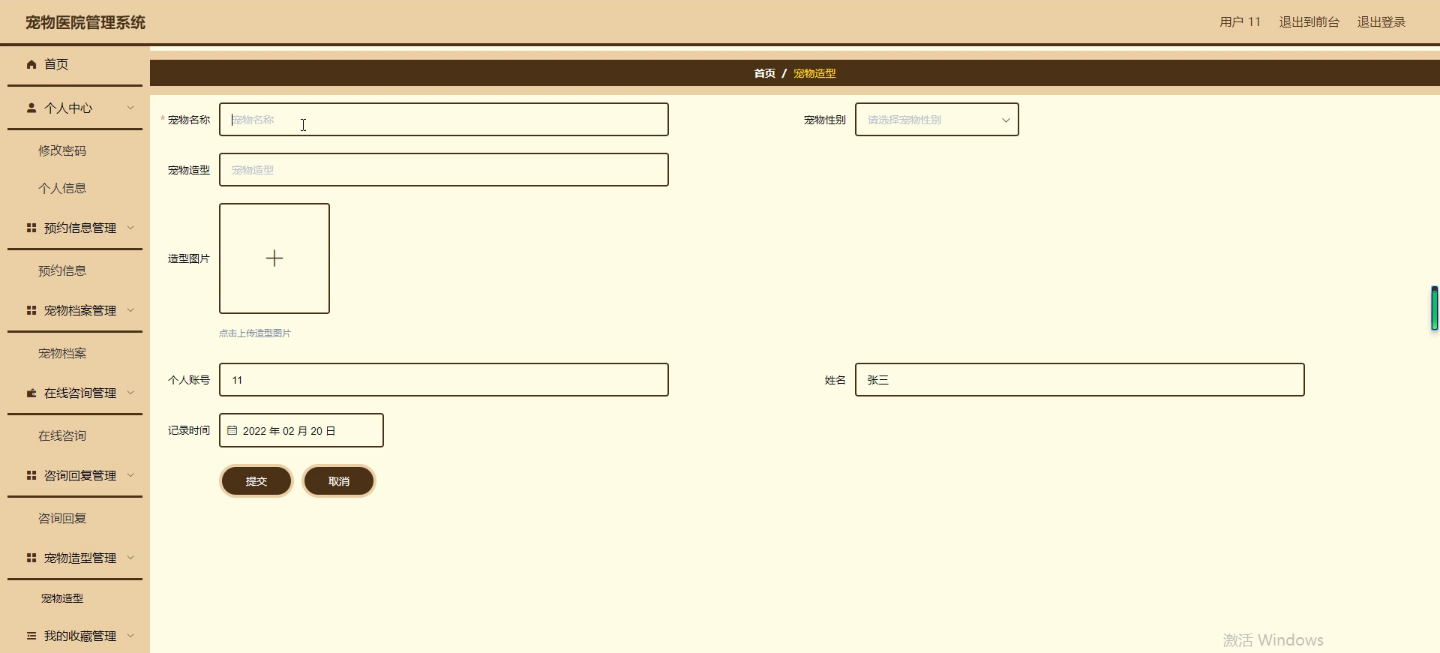 宠物医院管理系统
用户 11 退出到前台 退出登录
首页
个人中心
修改密码
个人信息
预约信息管理
预约信息
宠物档案管理
宠物档案
在线咨询管理
在线咨询
咨询回复管理
咨询回复
宠物造型管理
宠物造型
我的收藏管理
首页 / 宠物造型
* 宠物名称 宠物名称
宠物性别 请选择宠物性别
宠物造型 宠物造型
造型图片
点击上传造型图片
个人账号 11
姓名 张三
记录时间 2022 年 02 月 20 日
提交 取消
激活 Windows